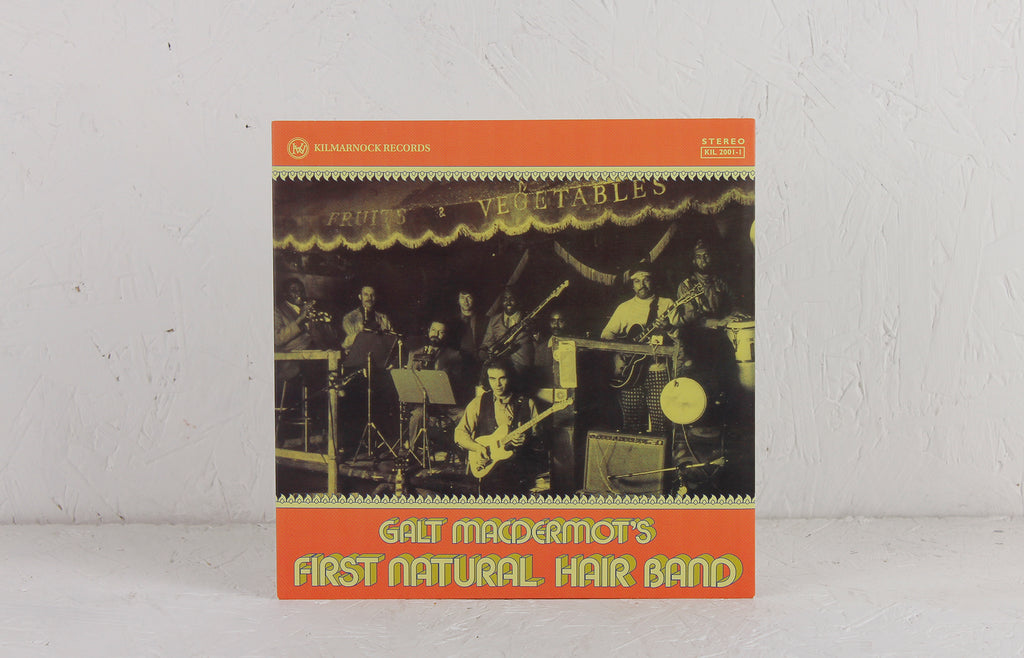 KILMARNOCK RECORDS
STEREO
KIL 2001-1
FRUITS & VEGETABLES
GALT MACDERMOT'S
FIRST NATURAL HAIR BAND